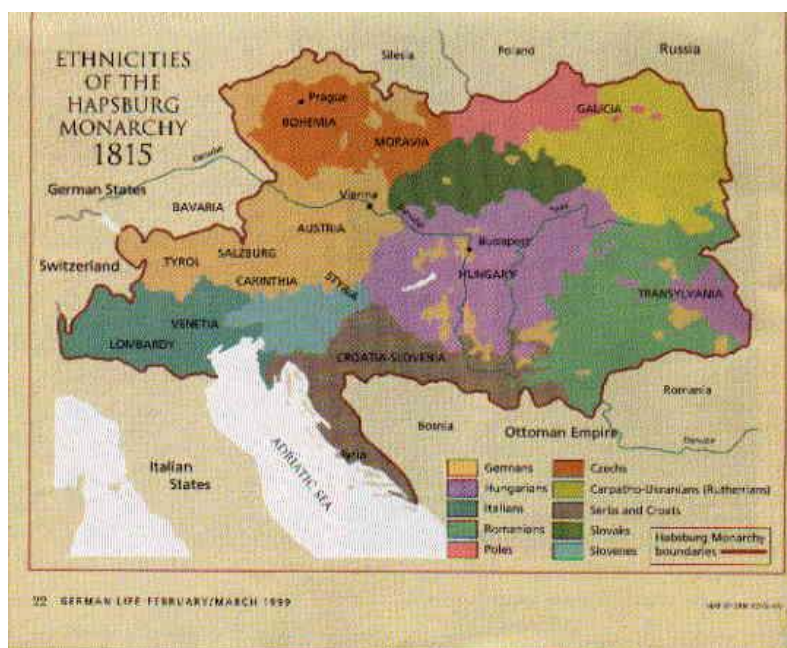 ETHNICITIES
OF THE
HAPSBURG
MONARCHY
1815
Silesia
Poland
Russia
Prague
BOHEMIA
MORAVIA
GALICIA
Danube
German States
BAVARIA
Vienna
AUSTRIA
Danube
Budapest
Switzerland
TYROL
SALZBURG
CARINTHIA
STYRIA
HUNGARY
TRANSYLVANIA
VENETIA
LOMBARDY
CROATIA-SLOVENIA
Romania
Bosnia
Ottoman Empire
Danube
ADRIATIC SEA
Italian
States
Germans
Hungarians
Italians
Romanians
Poles
Czechs
Carpatho-Ukranians (Ruthenians)
Serbs and Croats
Slovaks
Slovenes
Habsburg Monarchy
boundaries
22 GERMAN LIFE FEBRUARY/MARCH 1999